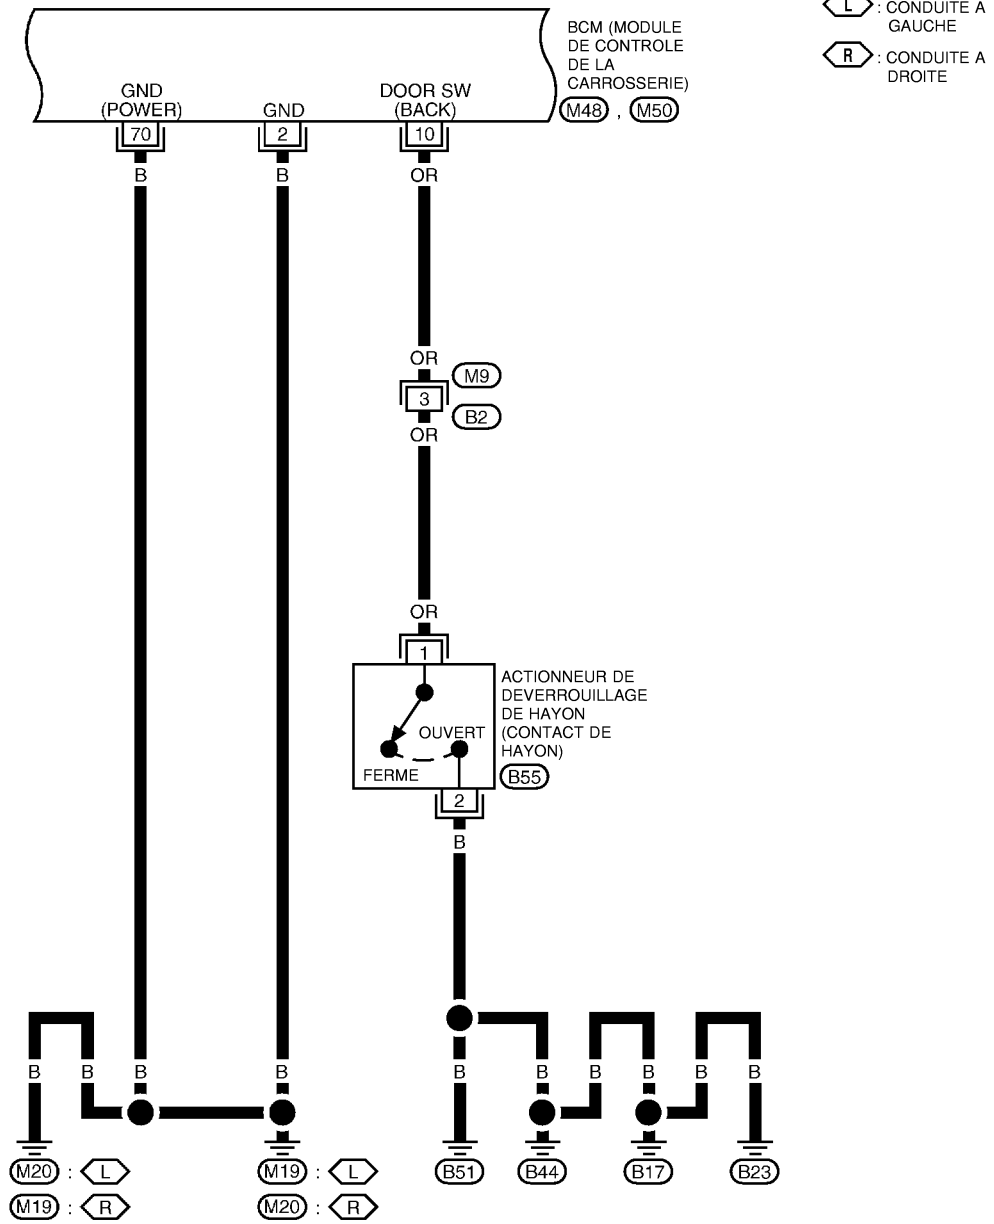 L : CONDUITE A
GAUCHE
R : CONDUITE A
DROITE
BCM (MODULE
DE CONTROLE
DE LA
CARROSSERIE)
M48 , M50
GND
(POWER)
GND
DOOR SW
(BACK)
70
2
10
B
B
OR
OR
M9
3
B2
OR
OR
1
ACTIONNEUR DE
DEVERROUILLAGE
DE HAYON
(CONTACT DE
HAYON)
B55
OUVERT
FERME
2
B
B B B B B B B B B B
M20 : L
M19 : R
M19 : L
M20 : R
B51
B44
B17
B23